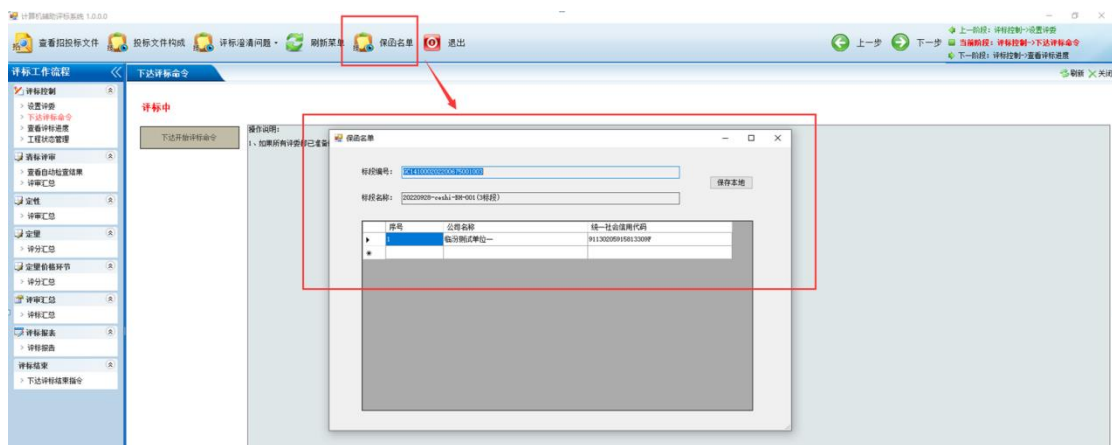 计算机辅助评标系统 1.0.0.0
查看招投标文件 投标文件构成 评标澄清问题 刷新菜单 保函名单 退出
上一步 下一步
上一阶段：评标控制->设置评委
当前阶段：评标控制->下达评标命令
下一阶段：评标控制->查看评标进度
评标工作流程
下达评标命令
刷新 关闭
评标控制
> 设置评委
> 下达评标命令
> 查看评标进度
> 工程状态管理
清标评审
> 查看自动检查结果
> 评审汇总
定性
> 评审汇总
定量
> 评分汇总
定量价格环节
> 评分汇总
评审汇总
> 评标汇总
评标报表
> 评标报告
评标结束
> 下达评标结束指令
评标中
下达开始评标命令
操作说明：
1、如果所有评委都已准备
保函名单
标段编号：
保存本地
标段名称： 20220928-ceshi-BH-001(3标段)
序号 公司名称 统一社会信用代码
1 临汾测试单位一